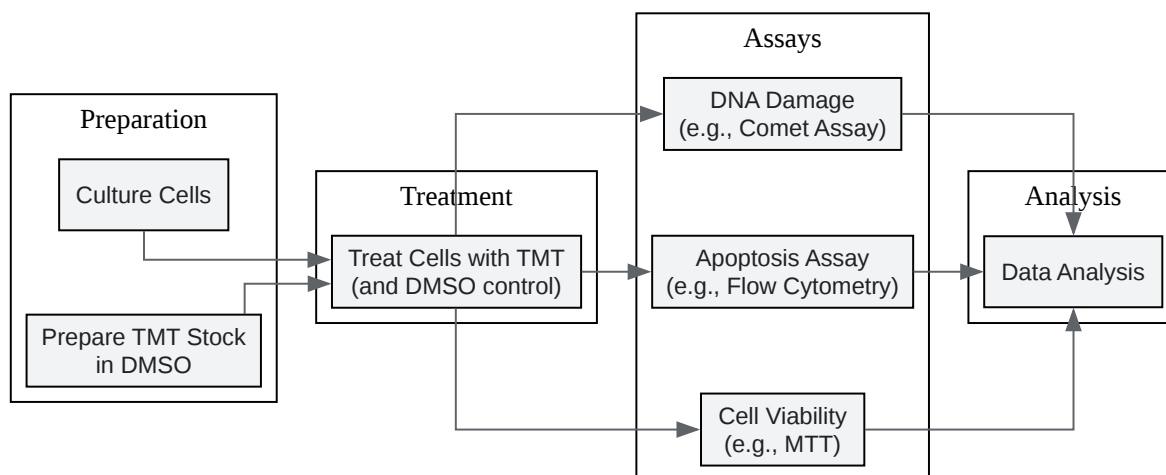 Preparation
Culture Cells
Prepare TMT Stock
in DMSO
Treatment
Treat Cells with TMT
(and DMSO control)
Assays
DNA Damage
(e.g., Comet Assay)
Apoptosis Assay
(e.g., Flow Cytometry)
Cell Viability
(e.g., MTT)
Analysis
Data Analysis